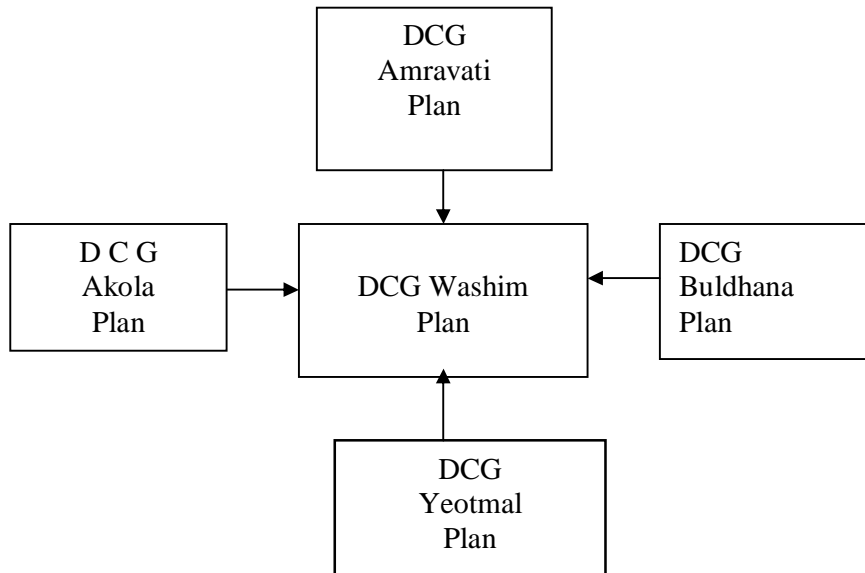 DCG
Amravati
Plan
D C G
Akola
Plan
DCG Washim
Plan
DCG
Buldhana
Plan
DCG
Yeotmal
Plan